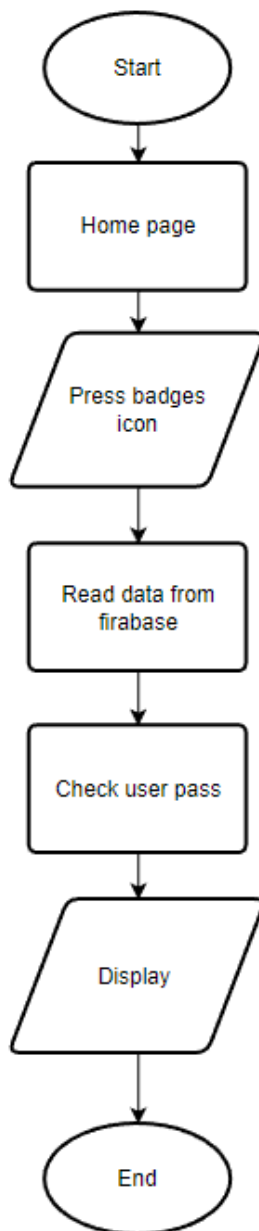 Start
Home page
Press badges
icon
Read data from
firabase
Check user pass
Display
End